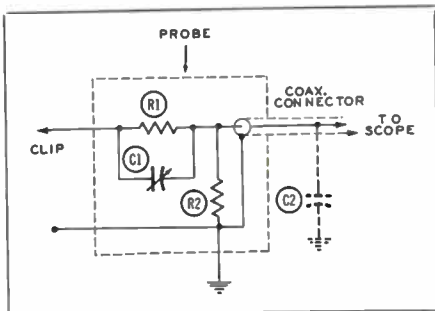 PROBE
R1
COAX.
CONNECTOR
TO
SCOPE
CLIP
C1
R2
C2